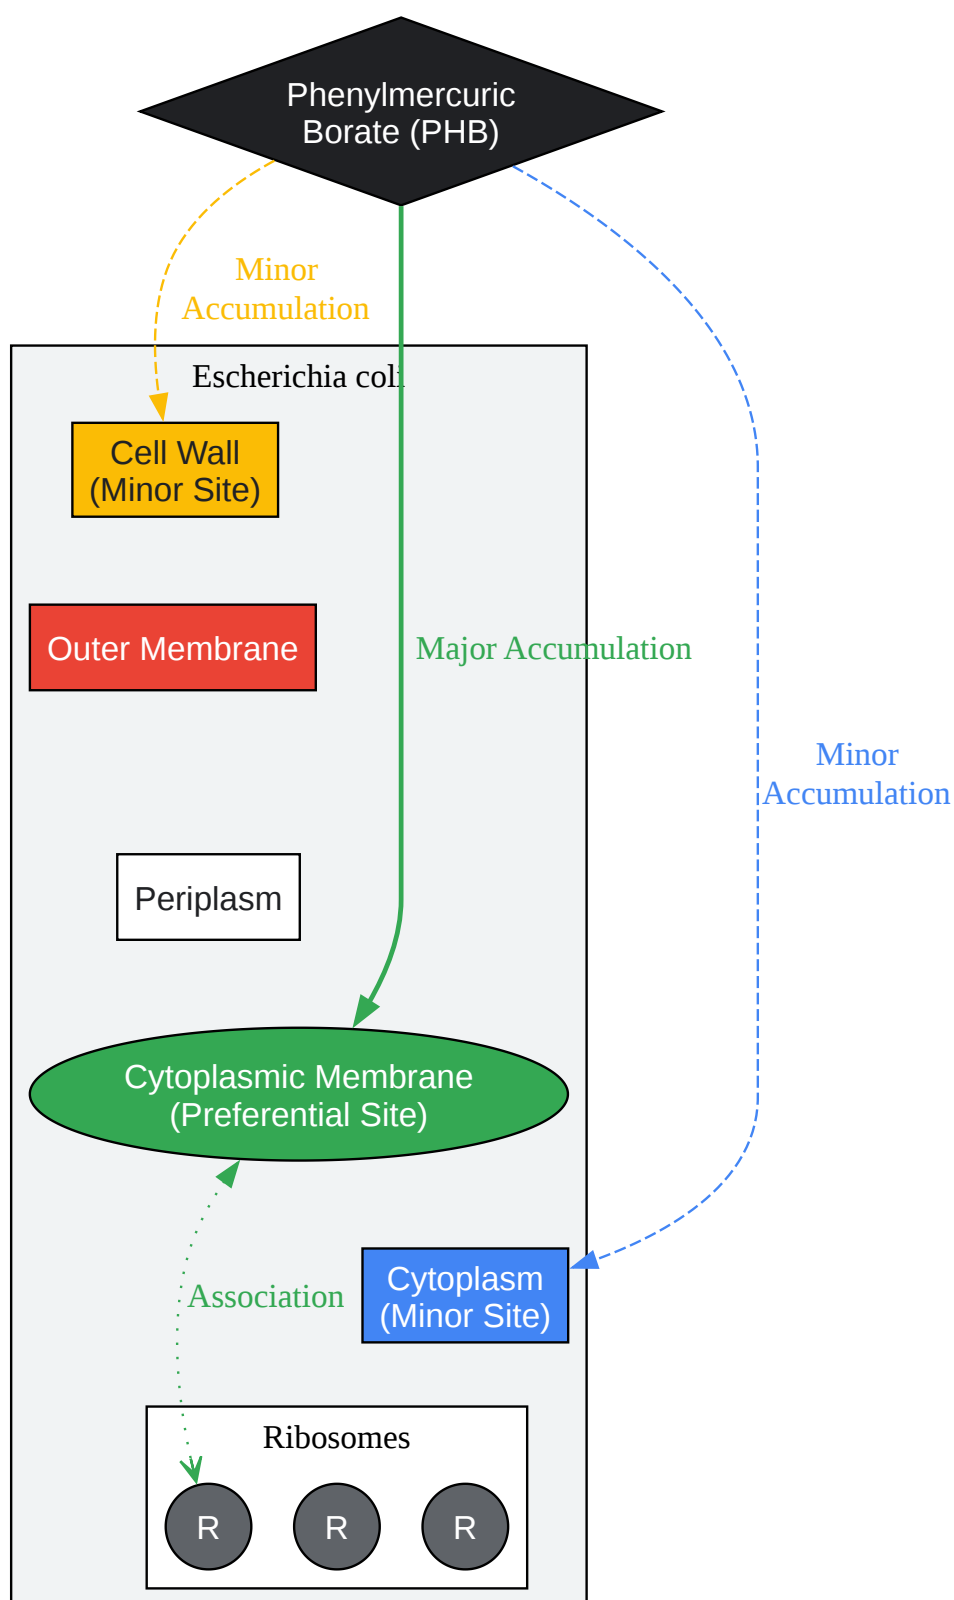 Phenylmercuric
Borate (PHB)
Minor
Accumulation
Escherichia coli
Cell Wall
(Minor Site)
Outer Membrane
Major Accumulation
Minor
Accumulation
Periplasm
Cytoplasmic Membrane
(Preferential Site)
Association
Cytoplasm
(Minor Site)
Ribosomes
R
R
R